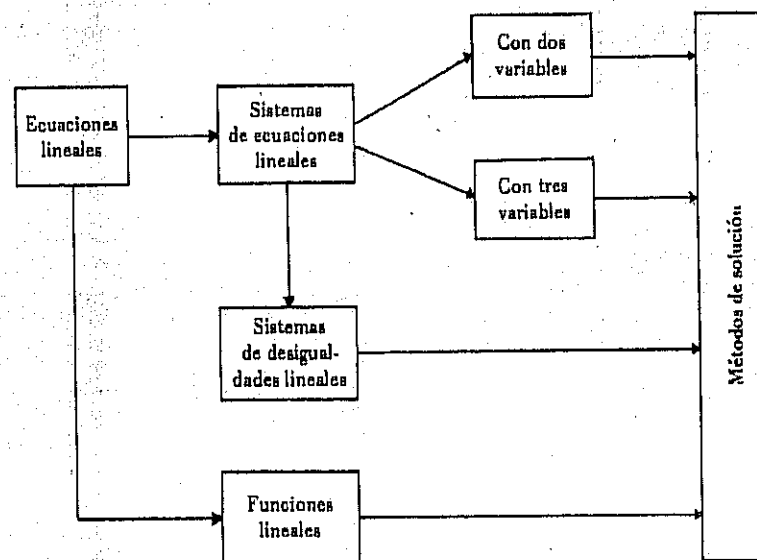 Ecuaciones
lineales
Sistemas
de ecuaciones
lineales
Con dos
variables
Con tres
variables
Sistemas
de desigual-
dades lineales
Funciones
lineales
Métodos de solución